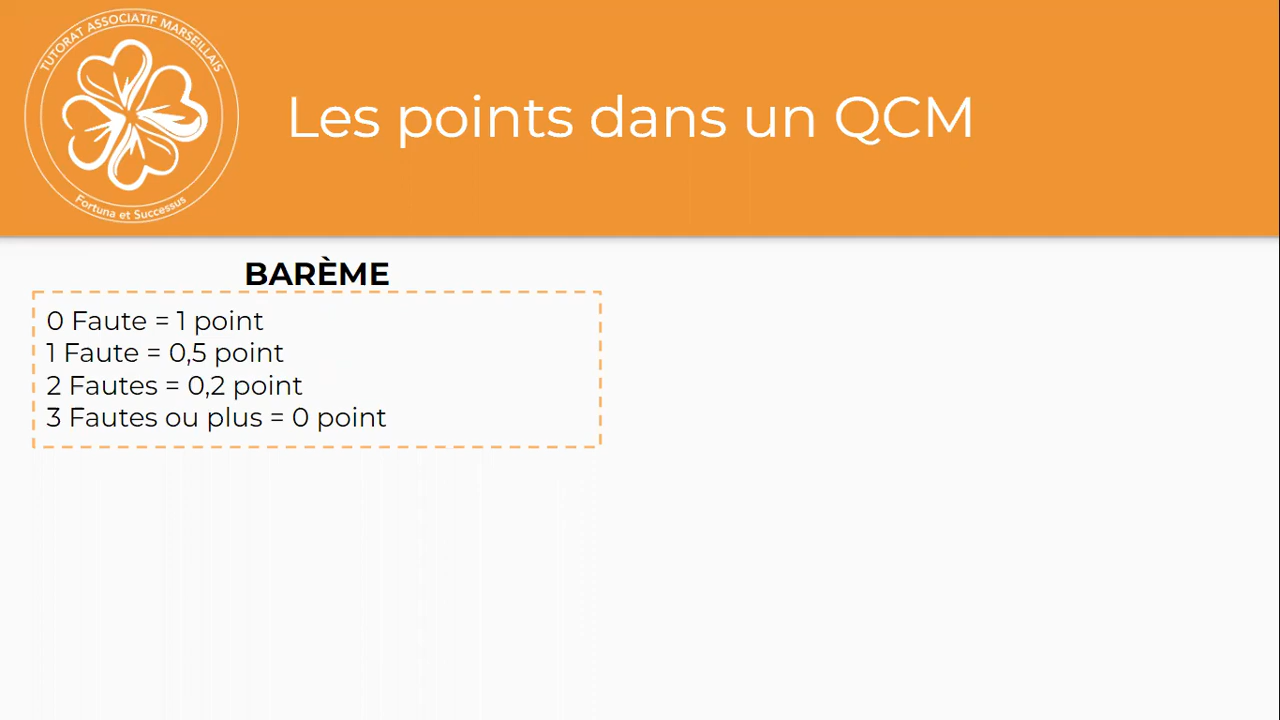 TUTORAT ASSOCIATIF MARSEILLAIS
Fortuna et Successus
Les points dans un QCM
BARÈME
0 Faute = 1 point
1 Faute = 0,5 point
2 Fautes = 0,2 point
3 Fautes ou plus = 0 point